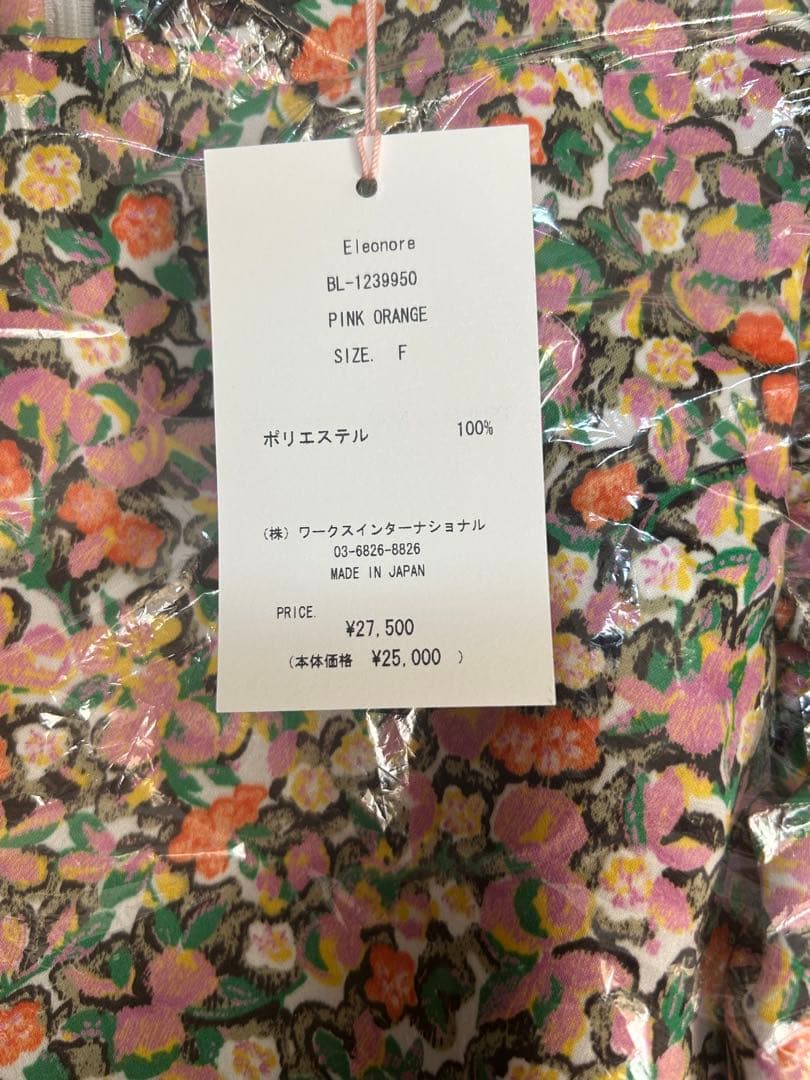 Eleonore
BL-1239950
PINK ORANGE
SIZE. F
ポリエステル 100%
(株) ワークスインターナショナル
03-6826-8826
MADE IN JAPAN
PRICE.
¥27,500
(本体価格 ¥25,000 )